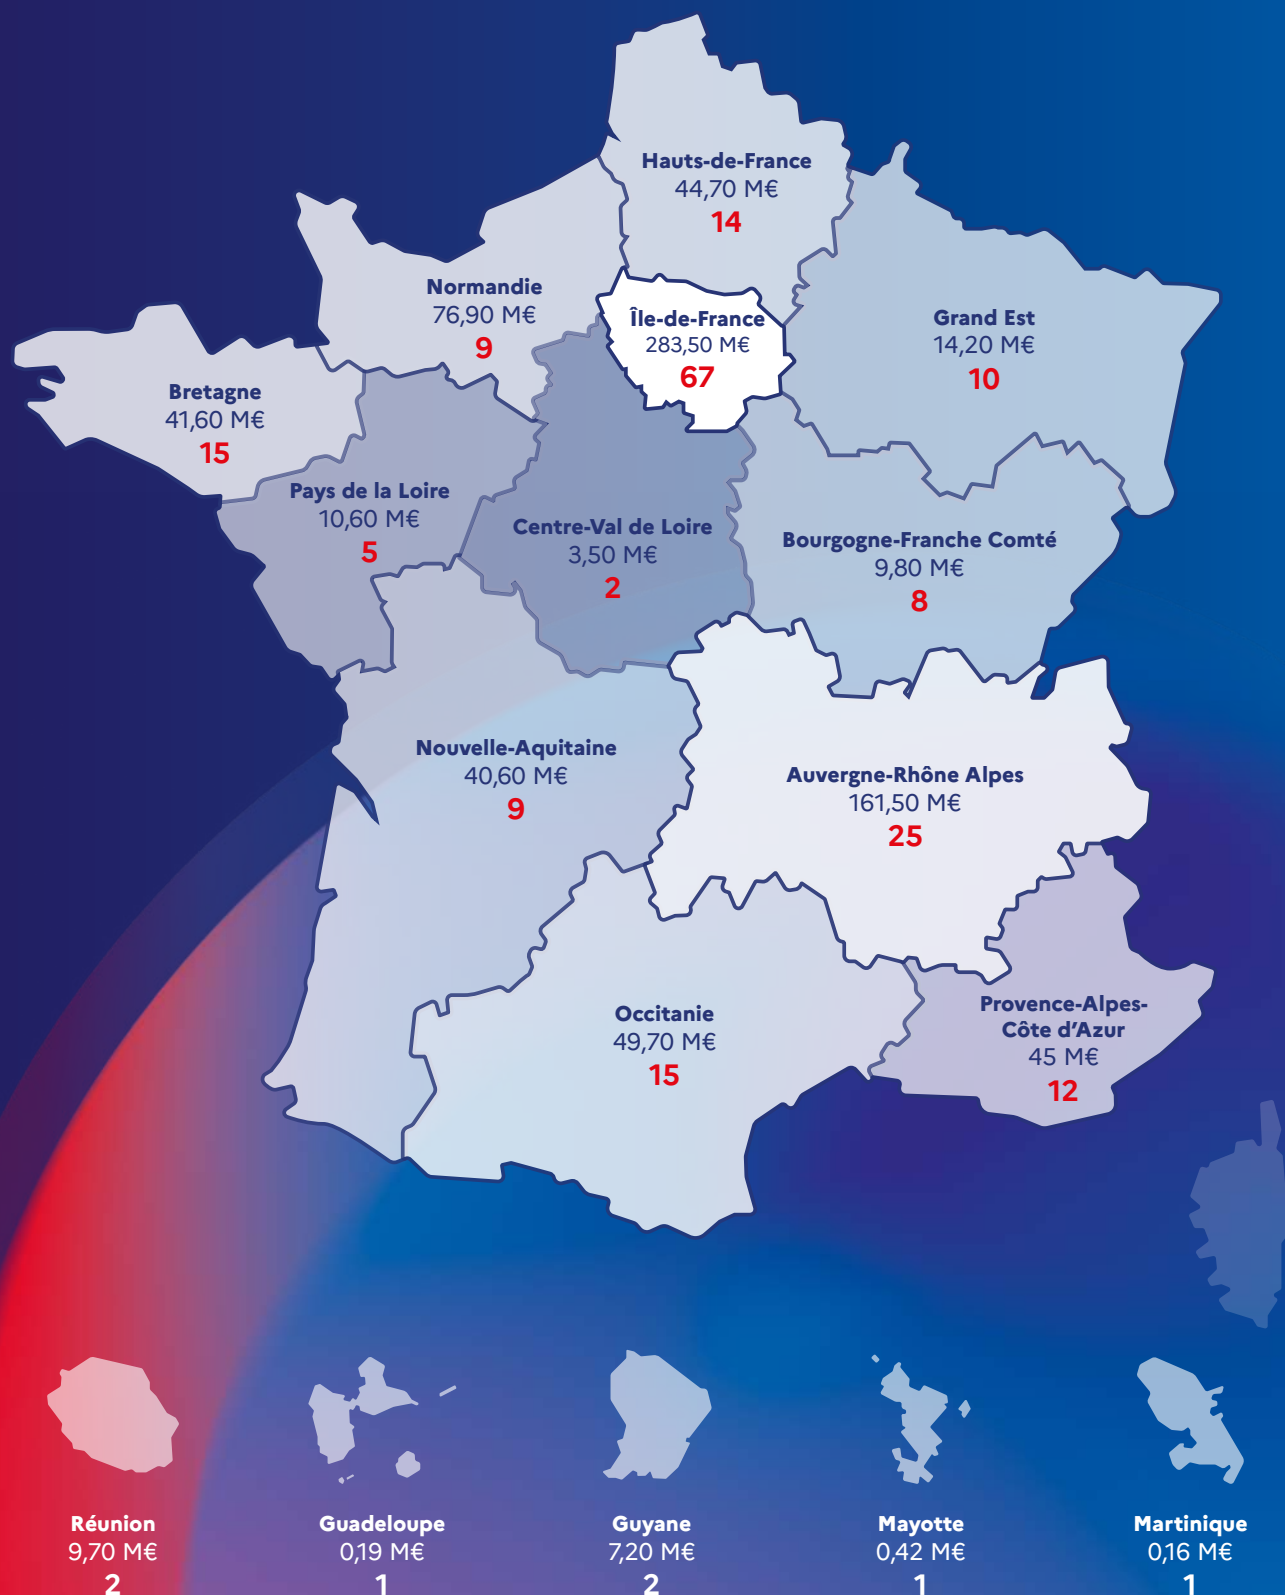 Hauts-de-France
44,70 M€
14
Normandie
76,90 M€
9
Île-de-France
283,50 M€
67
Grand Est
14,20 M€
10
Bretagne
41,60 M€
15
Pays de la Loire
10,60 M€
5
Centre-Val de Loire
3,50 M€
2
Bourgogne-Franche Comté
9,80 M€
8
Nouvelle-Aquitaine
40,60 M€
9
Auvergne-Rhône Alpes
161,50 M€
25
Occitanie
49,70 M€
15
Provence-Alpes-
Côte d’Azur
45 M€
12
Réunion
9,70 M€
2
Guadeloupe
0,19 M€
1
Guyane
7,20 M€
2
Mayotte
0,42 M€
1
Martinique
0,16 M€
1